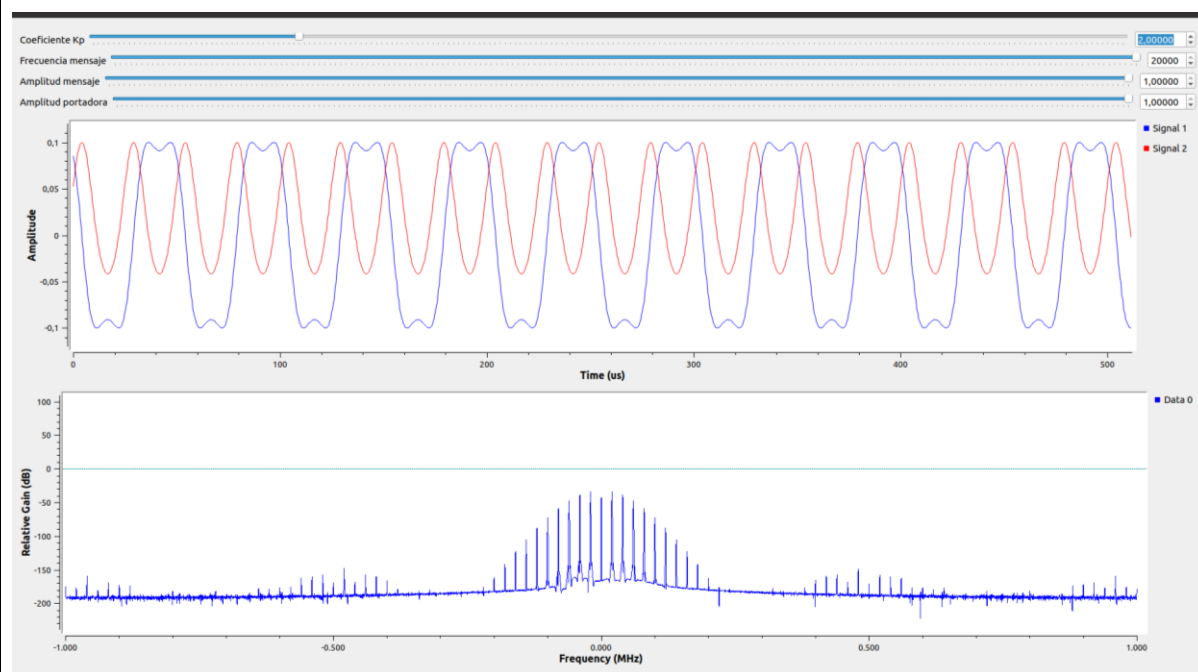 Coeficiente Kp 2,00000
Frecuencia mensaje 20000
Amplitud mensaje 1,00000
Amplitud portadora 1,00000
Signal 1
Signal 2
Amplitude
0,1
0,05
0
-0,05
-0,1
0 100 200 300 400 500
Time (us)
Data 0
Relative Gain (dB)
100
50
0
-50
-100
-150
-200
-1.000 -0.500 0.000 0.500 1.000
Frequency (MHz)